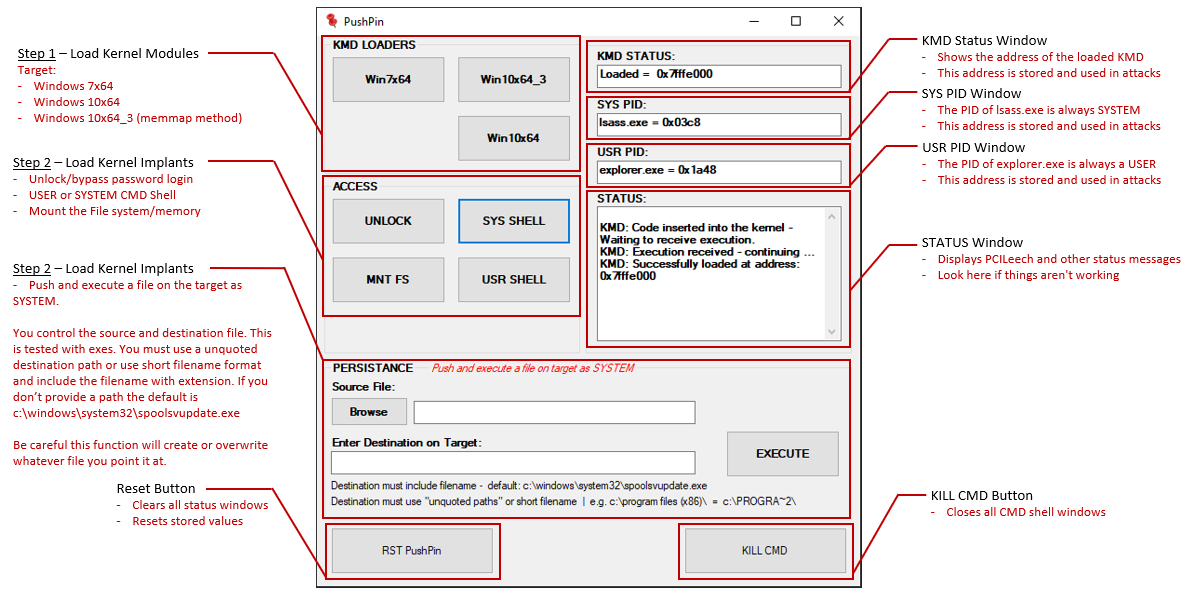 PushPin
Step 1 – Load Kernel Modules
Target:
- Windows 7x64
- Windows 10x64
- Windows 10x64_3 (memmap method)
Step 2 – Load Kernel Implants
- Unlock/bypass password login
- USER or SYSTEM CMD Shell
- Mount the File system/memory
Step 2 – Load Kernel Implants
- Push and execute a file on the target as
SYSTEM.
You control the source and destination file. This
is tested with exes. You must use a unquoted
destination path or use short filename format
and include the filename with extension. If you
don’t provide a path the default is
c:\windows\system32\spoolsvupdate.exe
Be careful this function will create or overwrite
whatever file you point it at.
Reset Button
- Clears all status windows
- Resets stored values
KMD LOADERS
Win7x64
Win10x64_3
Win10x64
ACCESS
UNLOCK
SYS SHELL
MNT FS
USR SHELL
KMD STATUS:
Loaded = 0x7fffe000
SYS PID:
lsass.exe = 0x03c8
USR PID:
explorer.exe = 0x1a48
STATUS:
KMD: Code inserted into the kernel -
Waiting to receive execution.
KMD: Execution received - continuing ...
KMD: Successfully loaded at address:
0x7fffe000
PERSISTANCE
Push and execute a file on target as SYSTEM
Source File:
Browse
Enter Destination on Target:
EXECUTE
Destination must include filename - default: c:\windows\system32\spoolsvupdate.exe
Destination must use "unquoted paths" or short filename | e.g. c:\program files (x86)\ = c:\PROGRA~2\
RST PushPin
KILL CMD
KMD Status Window
- Shows the address of the loaded KMD
- This address is stored and used in attacks
SYS PID Window
- The PID of lsass.exe is always SYSTEM
- This address is stored and used in attacks
USR PID Window
- The PID of explorer.exe is always a USER
- This address is stored and used in attacks
STATUS Window
- Displays PCILeech and other status messages
- Look here if things aren't working
KILL CMD Button
- Closes all CMD shell windows